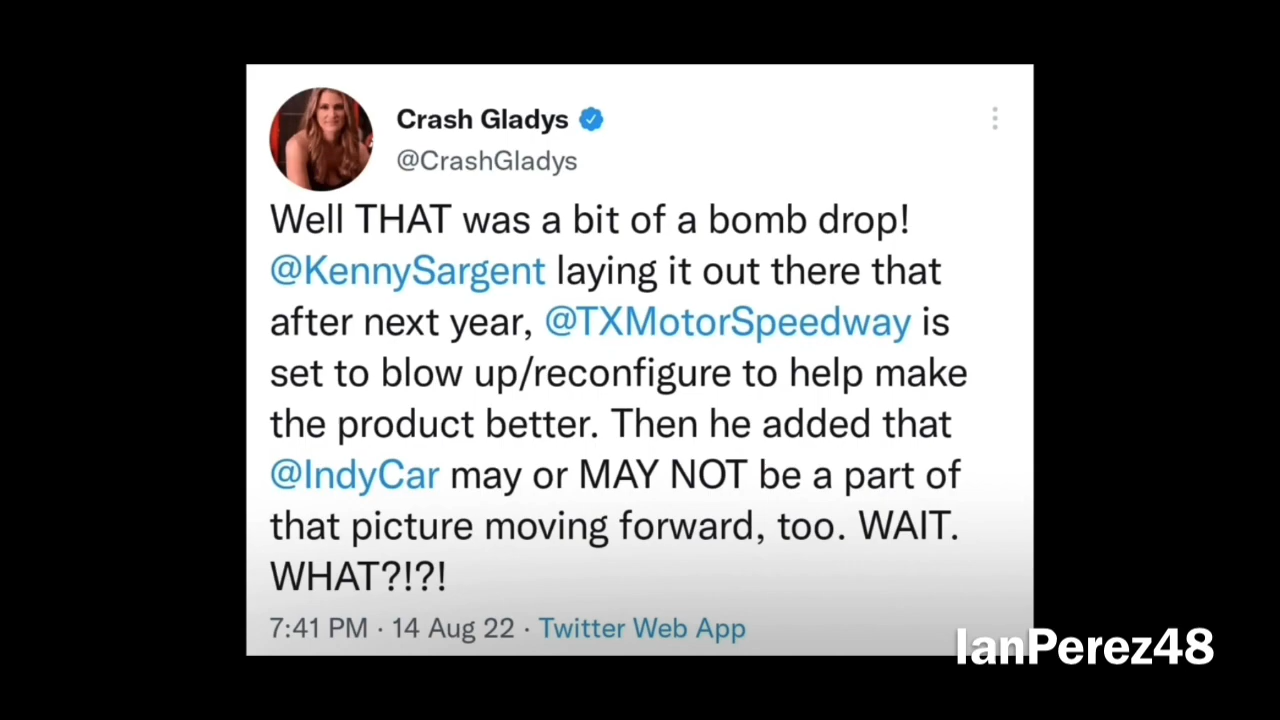 Crash Gladys
@CrashGladys
Well THAT was a bit of a bomb drop!
@KennySargent laying it out there that
after next year, @TXMotorSpeedway is
set to blow up/reconfigure to help make
the product better. Then he added that
@IndyCar may or MAY NOT be a part of
that picture moving forward, too. WAIT.
WHAT?!?!
7:41 PM · 14 Aug 22 · Twitter Web App
IanPerez48